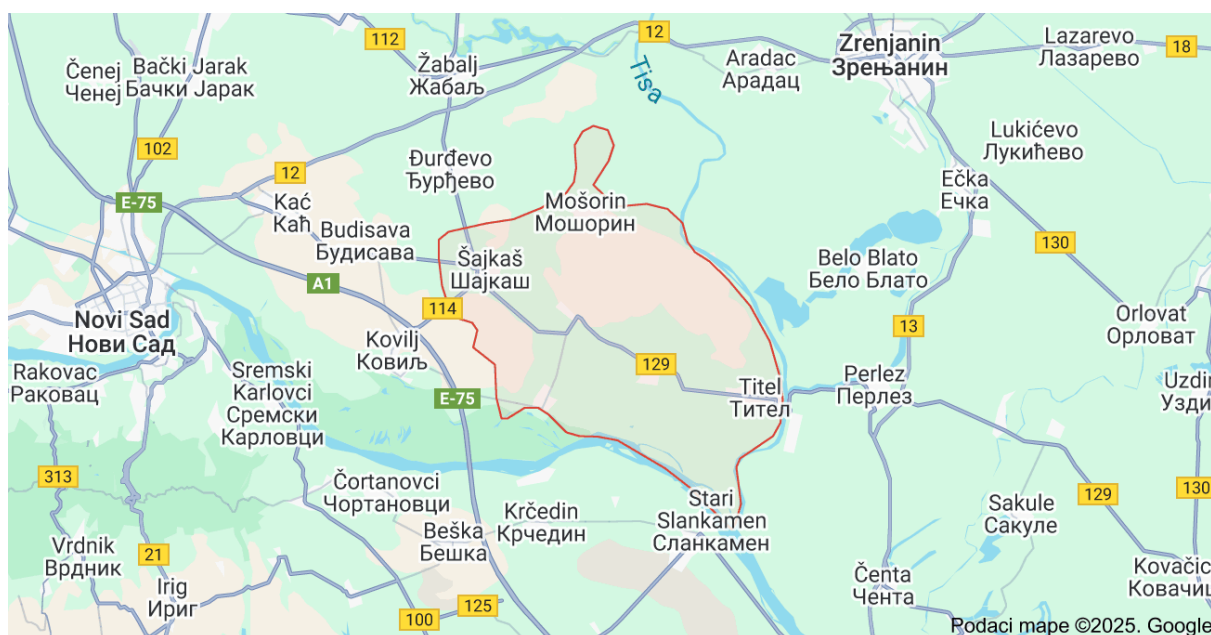 112
12
Žabalj
Жабаљ
Tisa
Aradac
Арадац
Zrenjanin
Зрењанин
Lazarevo
Лазарево
18
Čenej
Ченеј
Bački Jarak
Бачки Јарак
102
12
Đurđevo
Ђурђево
Lukićevo
Лукићево
E-75
Kać
Каћ
Mošorin
Мошорин
Ečka
Ечка
Budisava
Будисава
130
Šajkaš
Шајкаш
Belo Blato
Бело Блато
A1
114
Novi Sad
Нови Сад
Kovilj
Ковиљ
13
Orlovat
Орловат
Rakovac
Раковац
Sremski
Karlovci
Сремски
Карловци
129
E-75
Titel
Тител
Perlez
Перлез
Uzdin
Узди
313
Čortanovci
Чортановци
Stari
Slankamen
Сланкамен
Krčedin
Крчедин
Beška
Бешка
129
130
Sakule
Сакуле
Vrdnik
Врдник
21
Irig
Ириг
100
125
Čenta
Чента
Kovačic
Ковачиц
Podaci mape ©2025. Google